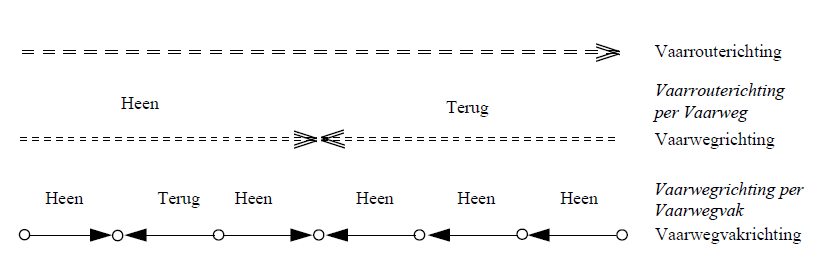 Vaarrouterichting
Heen
Terug
Vaarrouterichting
per Vaarweg
Vaarwegrichting
Heen
Terug
Heen
Heen
Heen
Heen
Vaarwegrichting per
Vaarwegvak
Vaarwegvakrichting